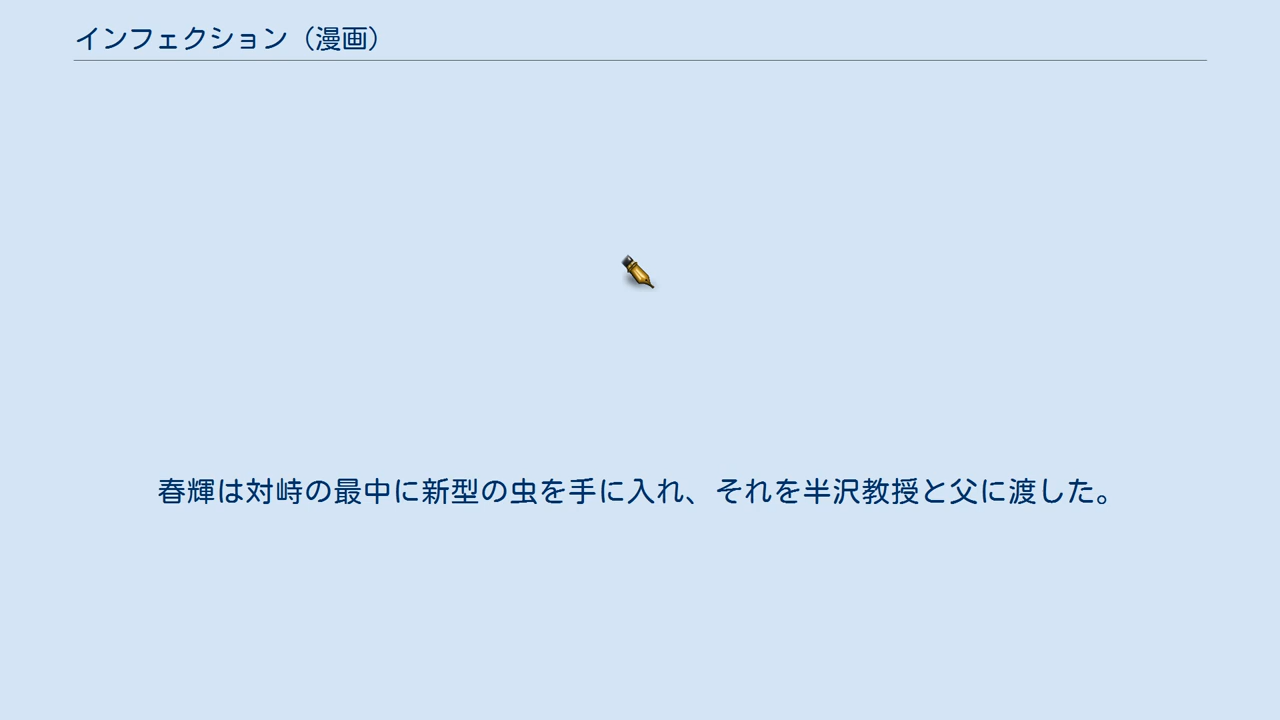 インフェクション（漫画）
春輝は対峙の最中に新型の虫を手に入れ、それを半沢教授と父に渡した。